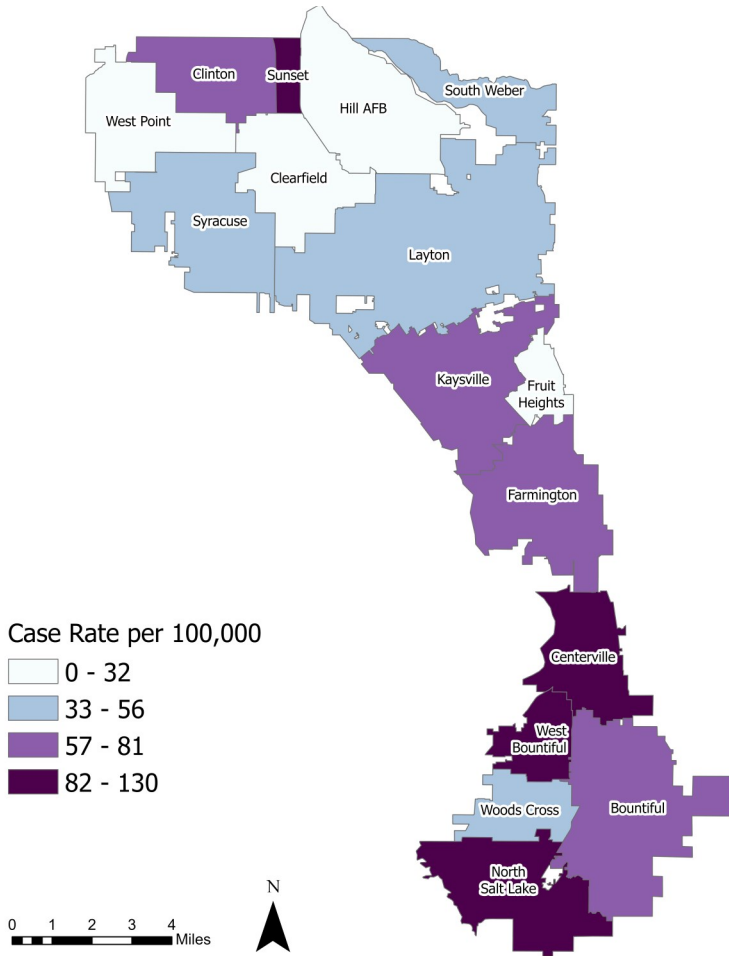 Clinton
Sunset
South Weber
Hill AFB
West Point
Clearfield
Syracuse
Layton
Kaysville
Fruit
Heights
Farmington
Case Rate per 100,000
0 - 32
33 - 56
57 - 81
82 - 130
Centerville
West
Bountiful
Woods Cross
Bountiful
North
Salt Lake
N
0 1 2 3 4
Miles